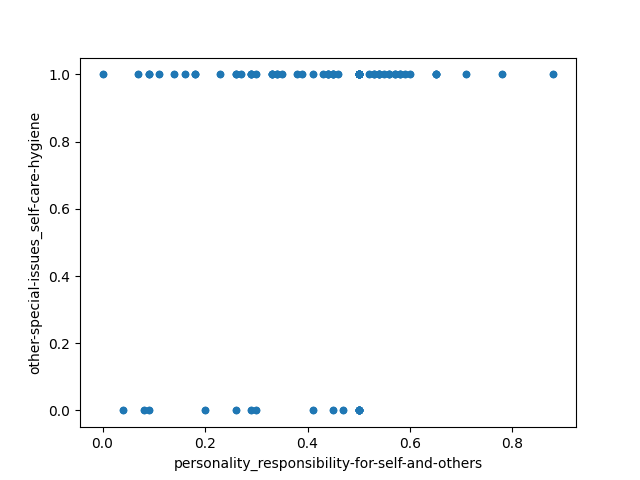 1.0
0.8
0.6
0.4
0.2
0.0
other-special-issues_self-care-hygiene
0.0 0.2 0.4 0.6 0.8
personality_responsibility-for-self-and-others